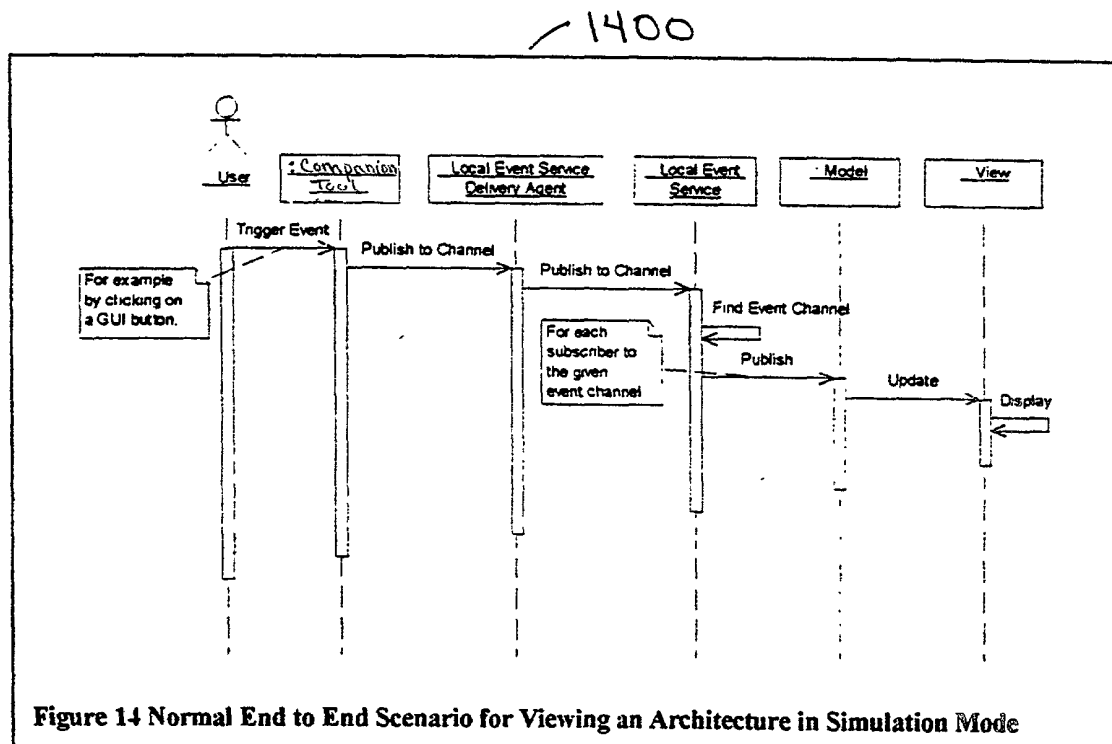 1400
User
: Companion
Tool
Local Event Service
Delivery Agent
Local Event
Service
Model
View
Trigger Event
Publish to Channel
Publish to Channel
For example
by clicking on
a GUI button.
Find Event Channel
For each
subscriber to
the given
event channel
Publish
Update
Display
Figure 14 Normal End to End Scenario for Viewing an Architecture in Simulation Mode